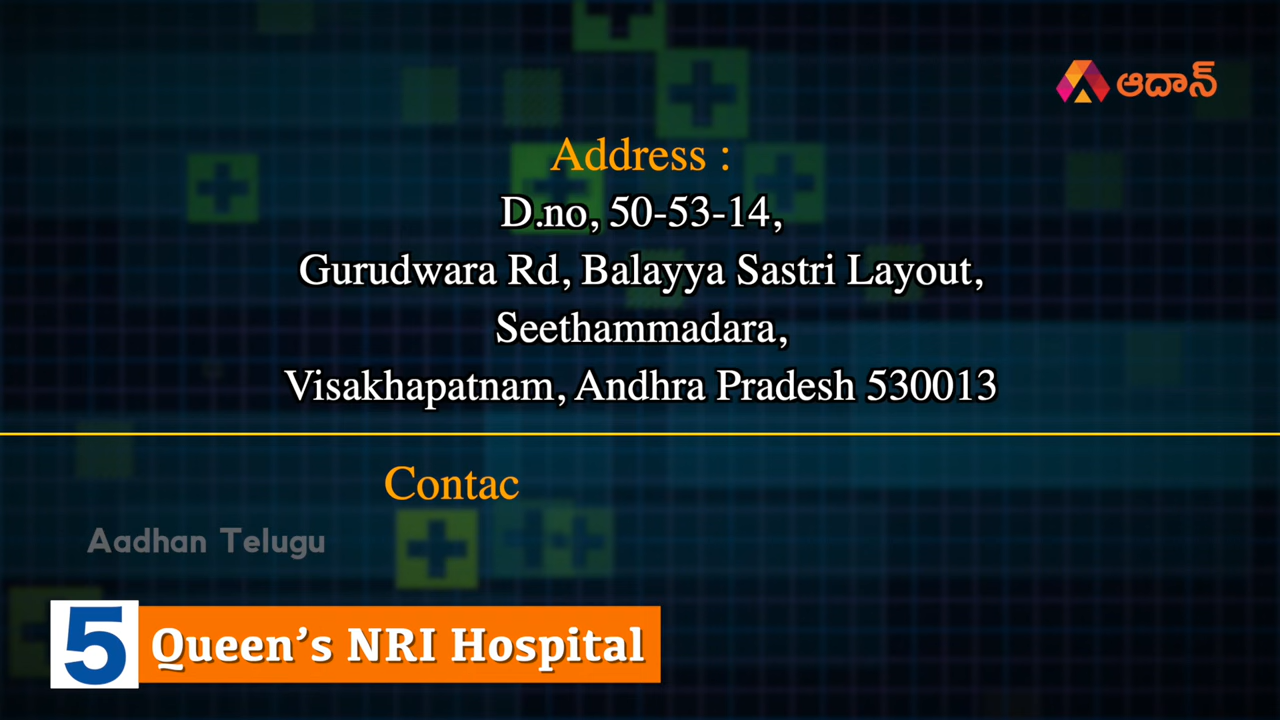 ఆదాన్
Address :
D.no, 50-53-14,
Gurudwara Rd, Balayya Sastri Layout,
Seethammadara,
Visakhapatnam, Andhra Pradesh 530013
Contac
Aadhan Telugu
5 Queen’s NRI Hospital